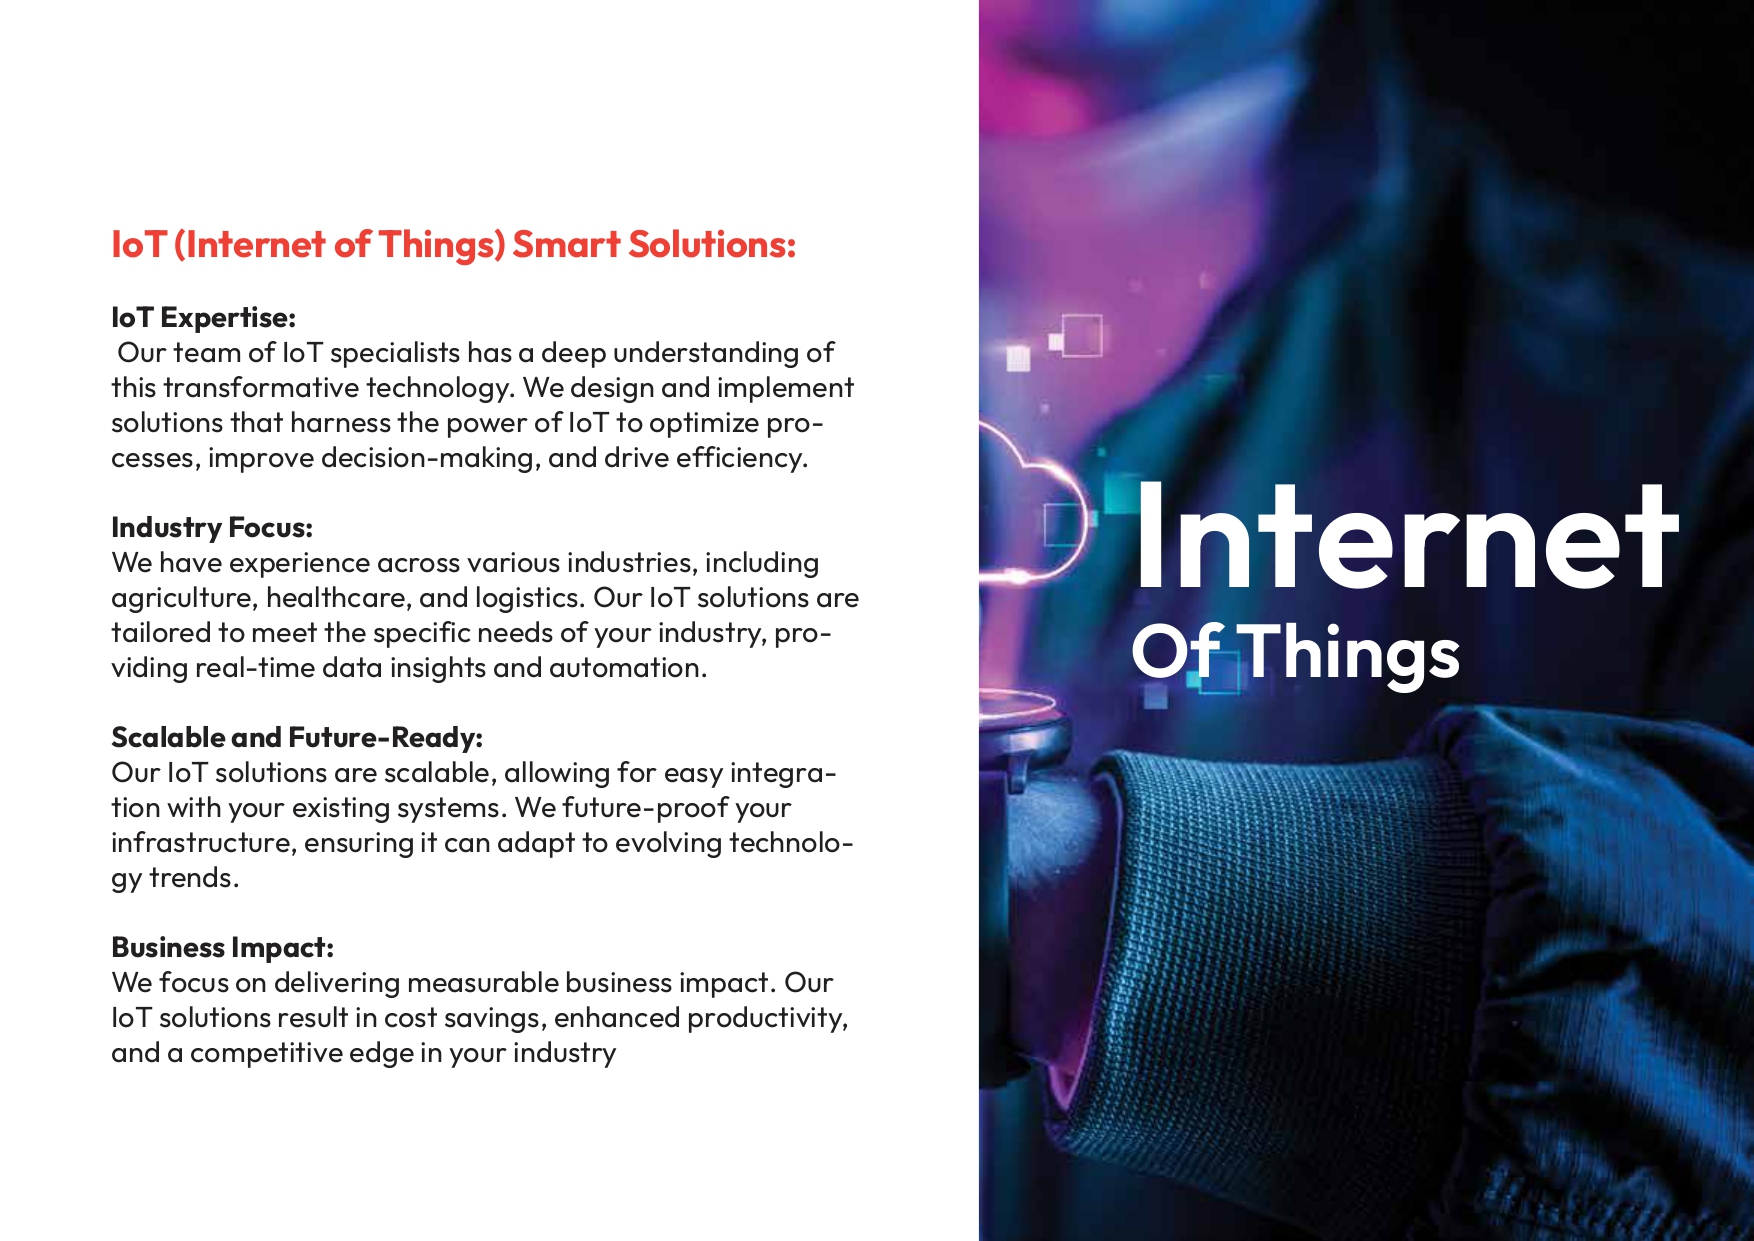 IoT (Internet of Things) Smart Solutions:
IoT Expertise:
Our team of IoT specialists has a deep understanding of
this transformative technology. We design and implement
solutions that harness the power of IoT to optimize pro-
cesses, improve decision-making, and drive efficiency.
Industry Focus:
We have experience across various industries, including
agriculture, healthcare, and logistics. Our IoT solutions are
tailored to meet the specific needs of your industry, pro-
viding real-time data insights and automation.
Scalable and Future-Ready:
Our IoT solutions are scalable, allowing for easy integra-
tion with your existing systems. We future-proof your
infrastructure, ensuring it can adapt to evolving technolo-
gy trends.
Business Impact:
We focus on delivering measurable business impact. Our
IoT solutions result in cost savings, enhanced productivity,
and a competitive edge in your industry
Internet
Of Things